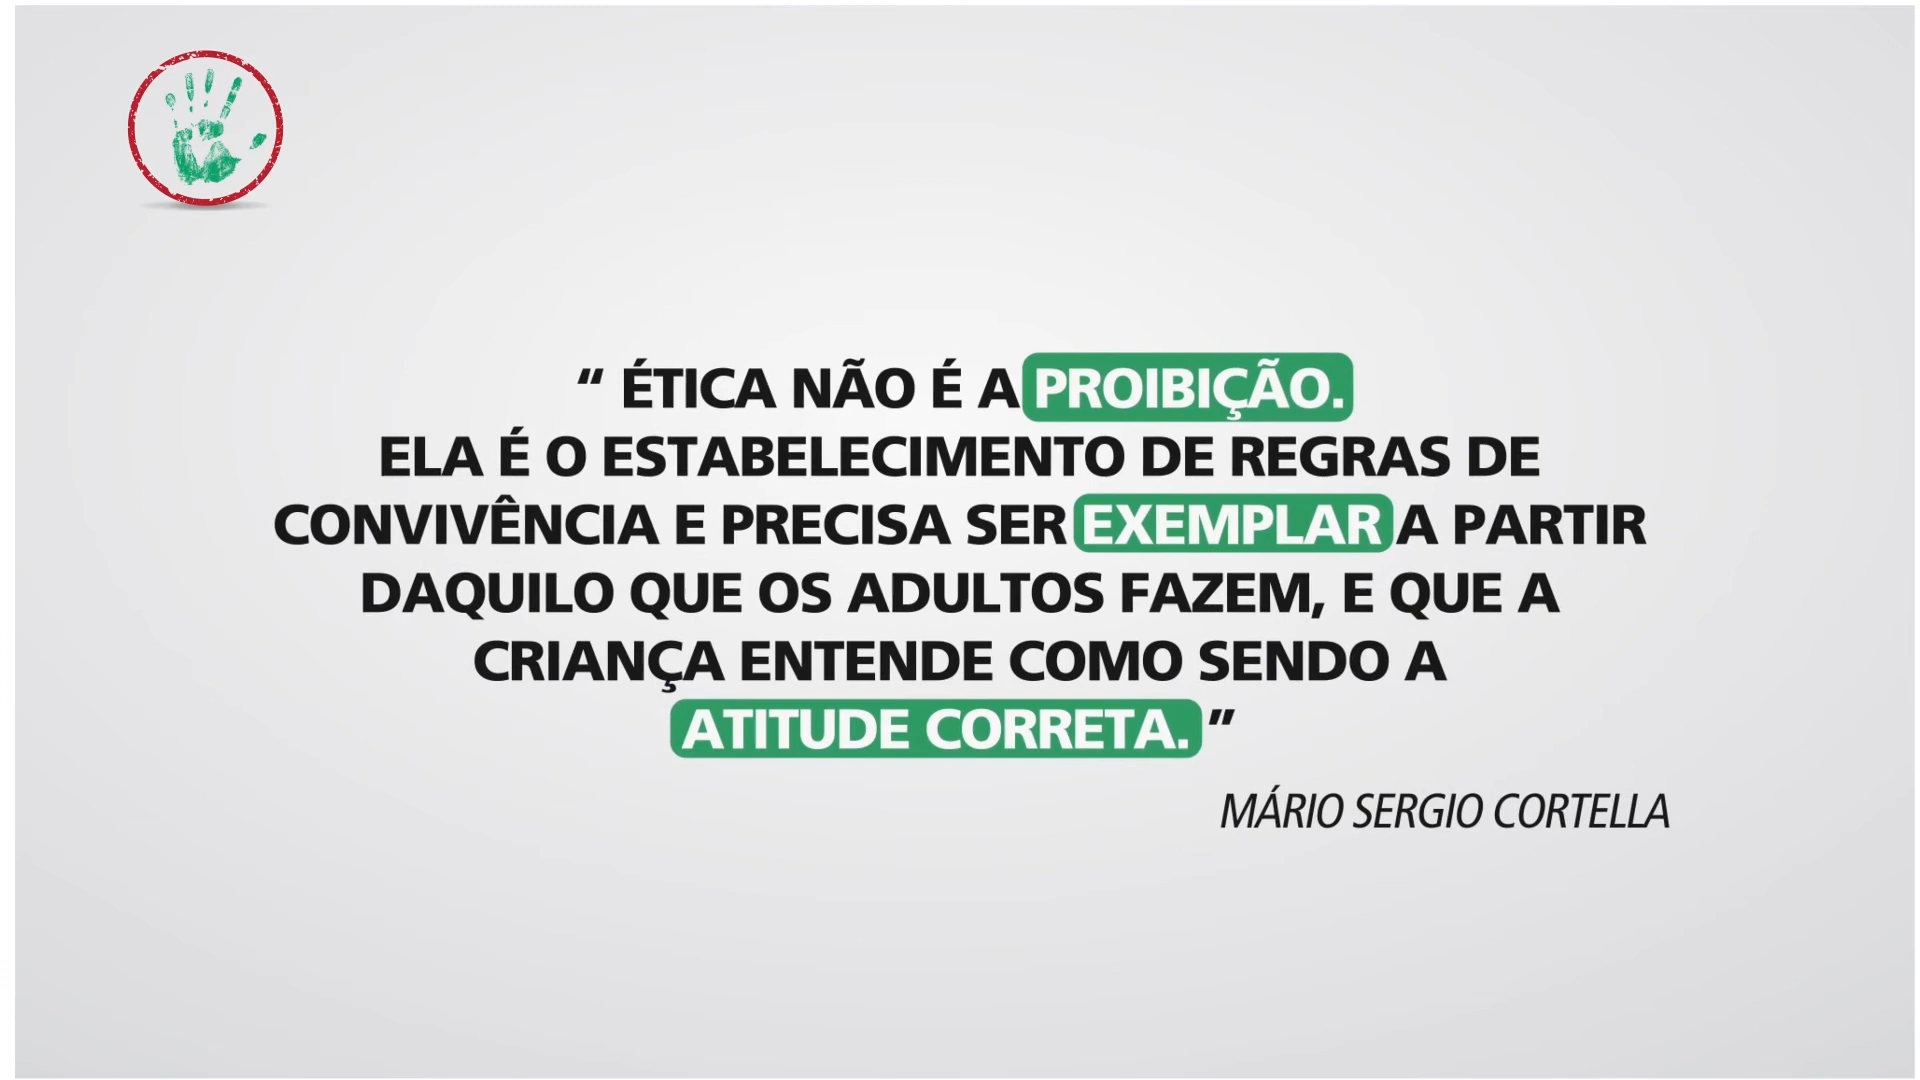 “ ÉTICA NÃO É A PROIBIÇÃO.
ELA É O ESTABELECIMENTO DE REGRAS DE
CONVIVÊNCIA E PRECISA SER EXEMPLAR A PARTIR
DAQUILO QUE OS ADULTOS FAZEM, E QUE A
CRIANÇA ENTENDE COMO SENDO A
ATITUDE CORRETA. ”
MÁRIO SERGIO CORTELLA